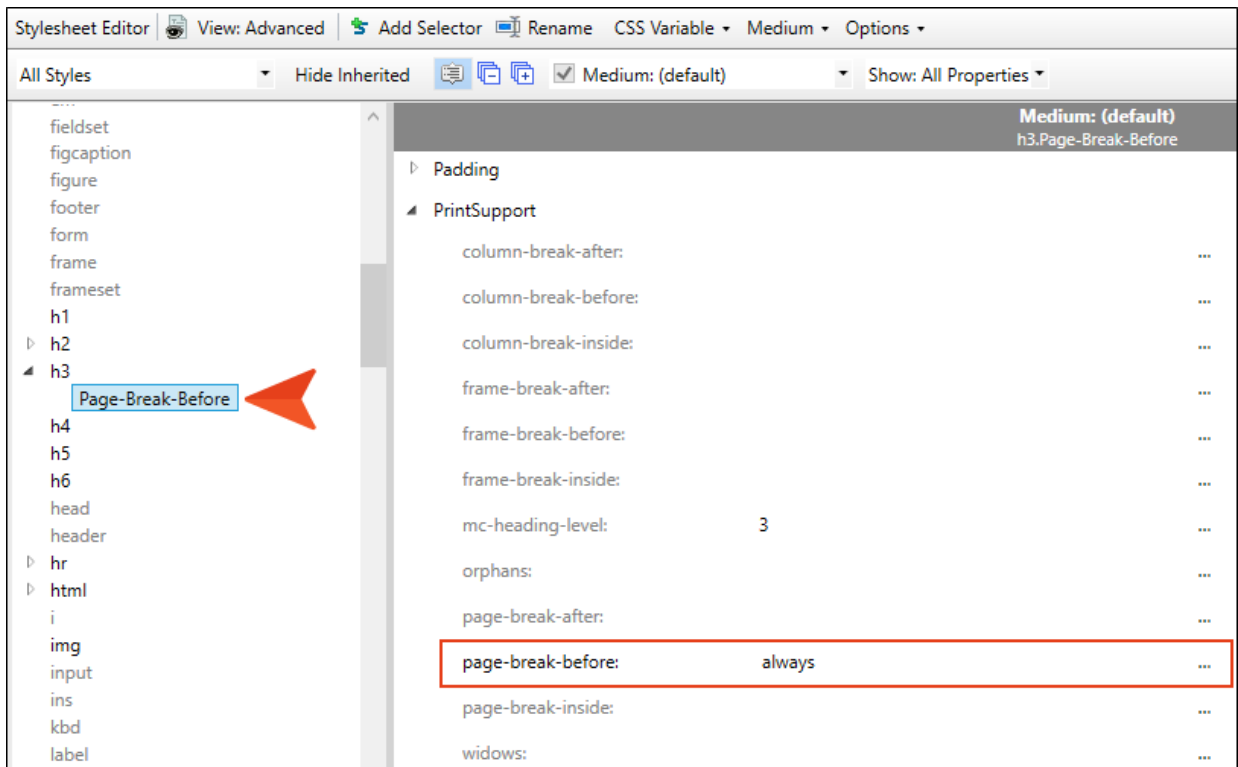 Stylesheet Editor View: Advanced Add Selector Rename CSS Variable Medium Options
All Styles Hide Inherited Medium: (default) Show: All Properties
Medium: (default)
h3.Page-Break-Before
fieldset
figcaption
figure
footer
form
frame
frameset
h1
h2
h3
Page-Break-Before
h4
h5
h6
head
header
hr
html
i
img
input
ins
kbd
label
Padding
PrintSupport
column-break-after: ...
column-break-before: ...
column-break-inside: ...
frame-break-after: ...
frame-break-before: ...
frame-break-inside: ...
mc-heading-level: 3 ...
orphans: ...
page-break-after: ...
page-break-before: always ...
page-break-inside: ...
widows: ...